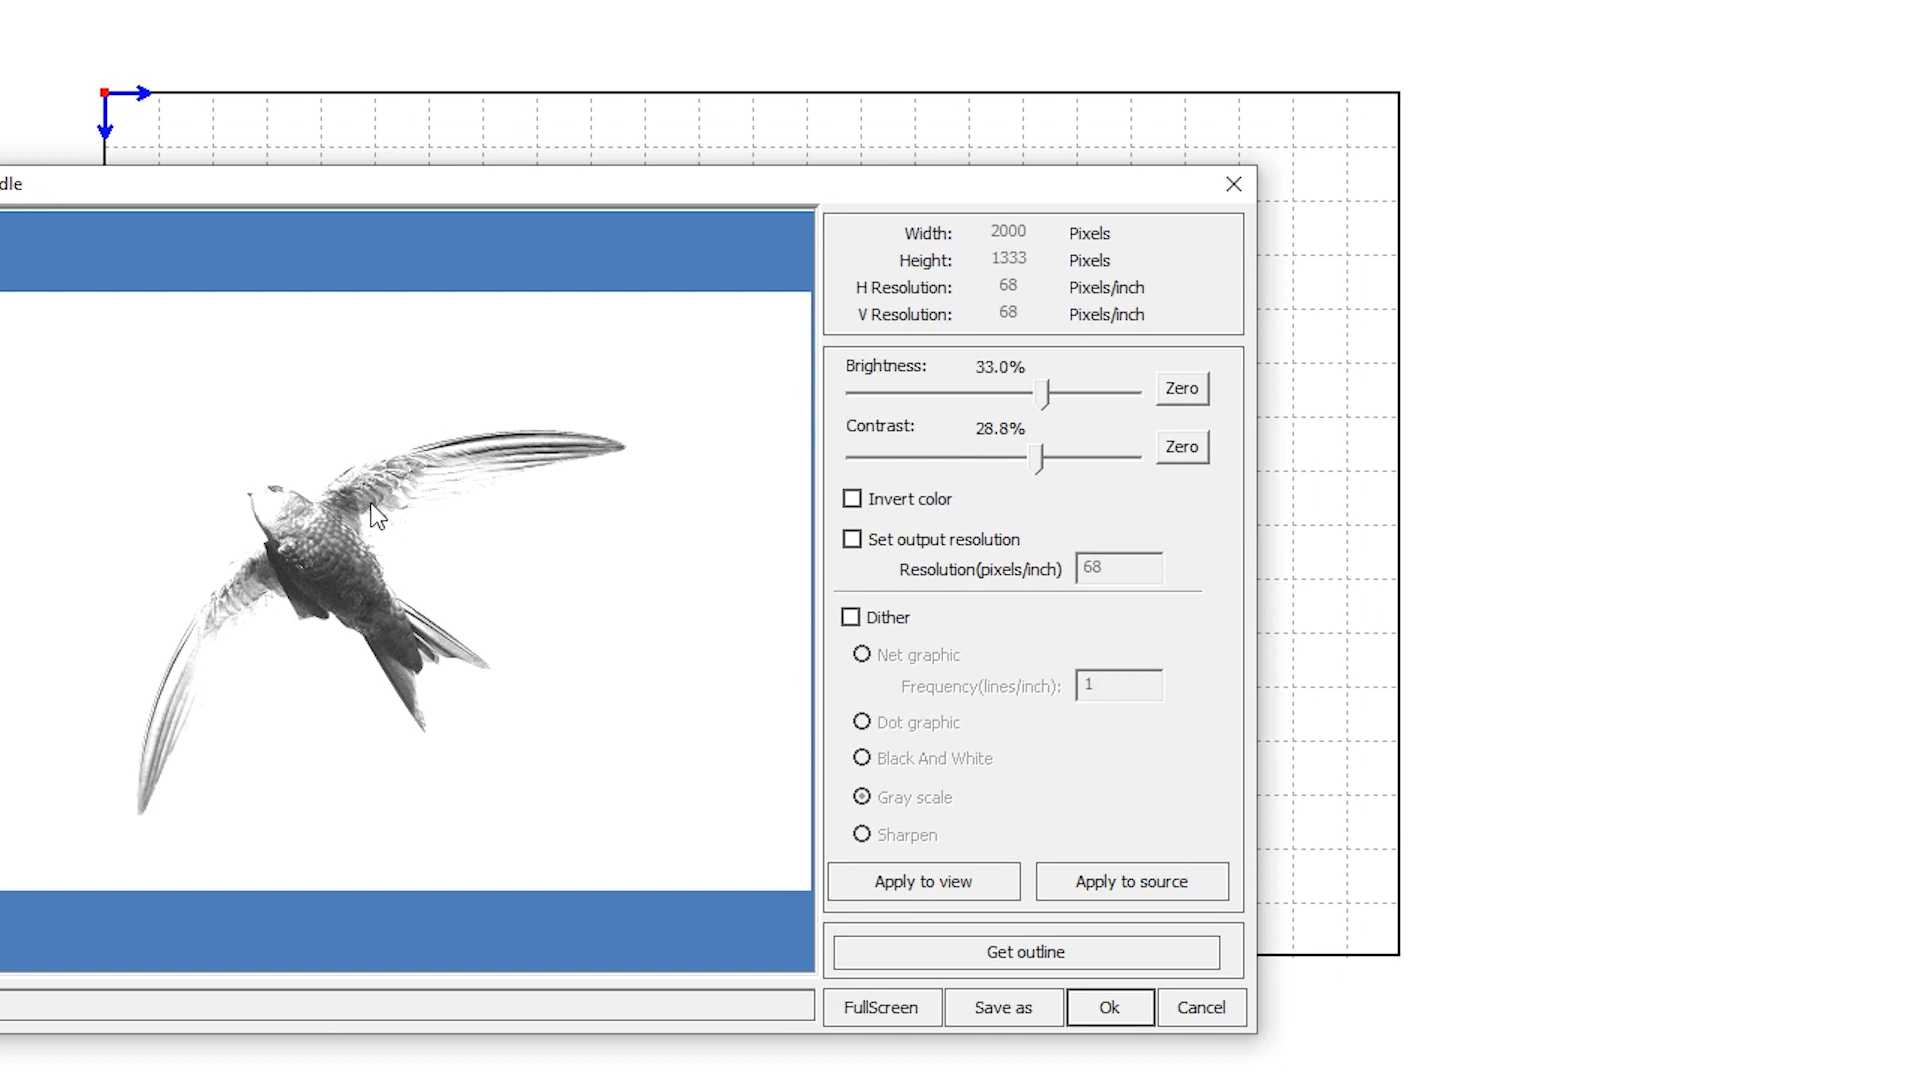 dle
Width: 2000 Pixels
Height: 1333 Pixels
H Resolution: 68 Pixels/inch
V Resolution: 68 Pixels/inch
Brightness: 33.0%
Zero
Contrast: 28.8%
Zero
Invert color
Set output resolution
Resolution(pixels/inch) 68
Dither
Net graphic
Frequency(lines/inch): 1
Dot graphic
Black And White
Gray scale
Sharpen
Apply to view Apply to source
Get outline
FullScreen Save as Ok Cancel